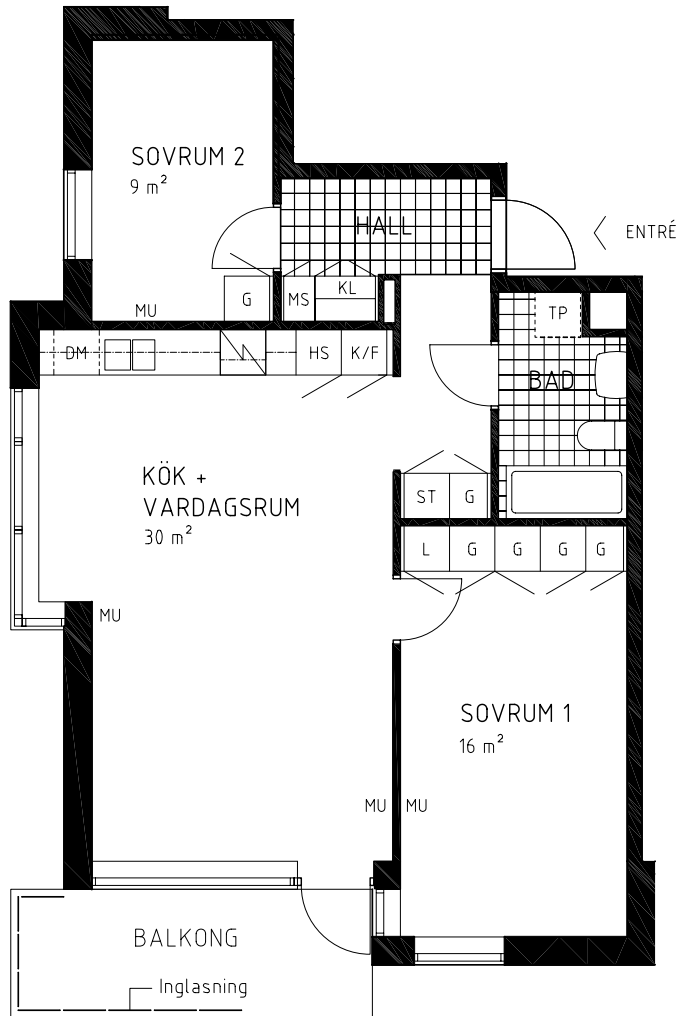 SOVRUM 2
9 m²
HALL
ENTRÉ
MU
G
MS
KL
TP
DM
HS
K/F
BAD
KÖK +
VARDAGSRUM
30 m²
ST
G
L
G
G
G
G
MU
SOVRUM 1
16 m²
MU
MU
BALKONG
Inglasning